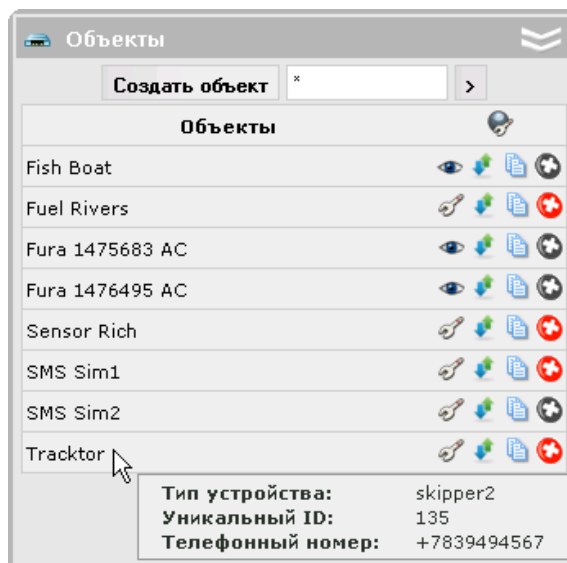 Объекты
Создать объект * >
Объекты
Fish Boat
Fuel Rivers
Fura 1475683 AC
Fura 1476495 AC
Sensor Rich
SMS Sim1
SMS Sim2
Tracktor
Тип устройства: skipper2
Уникальный ID: 135
Телефонный номер: +7839494567